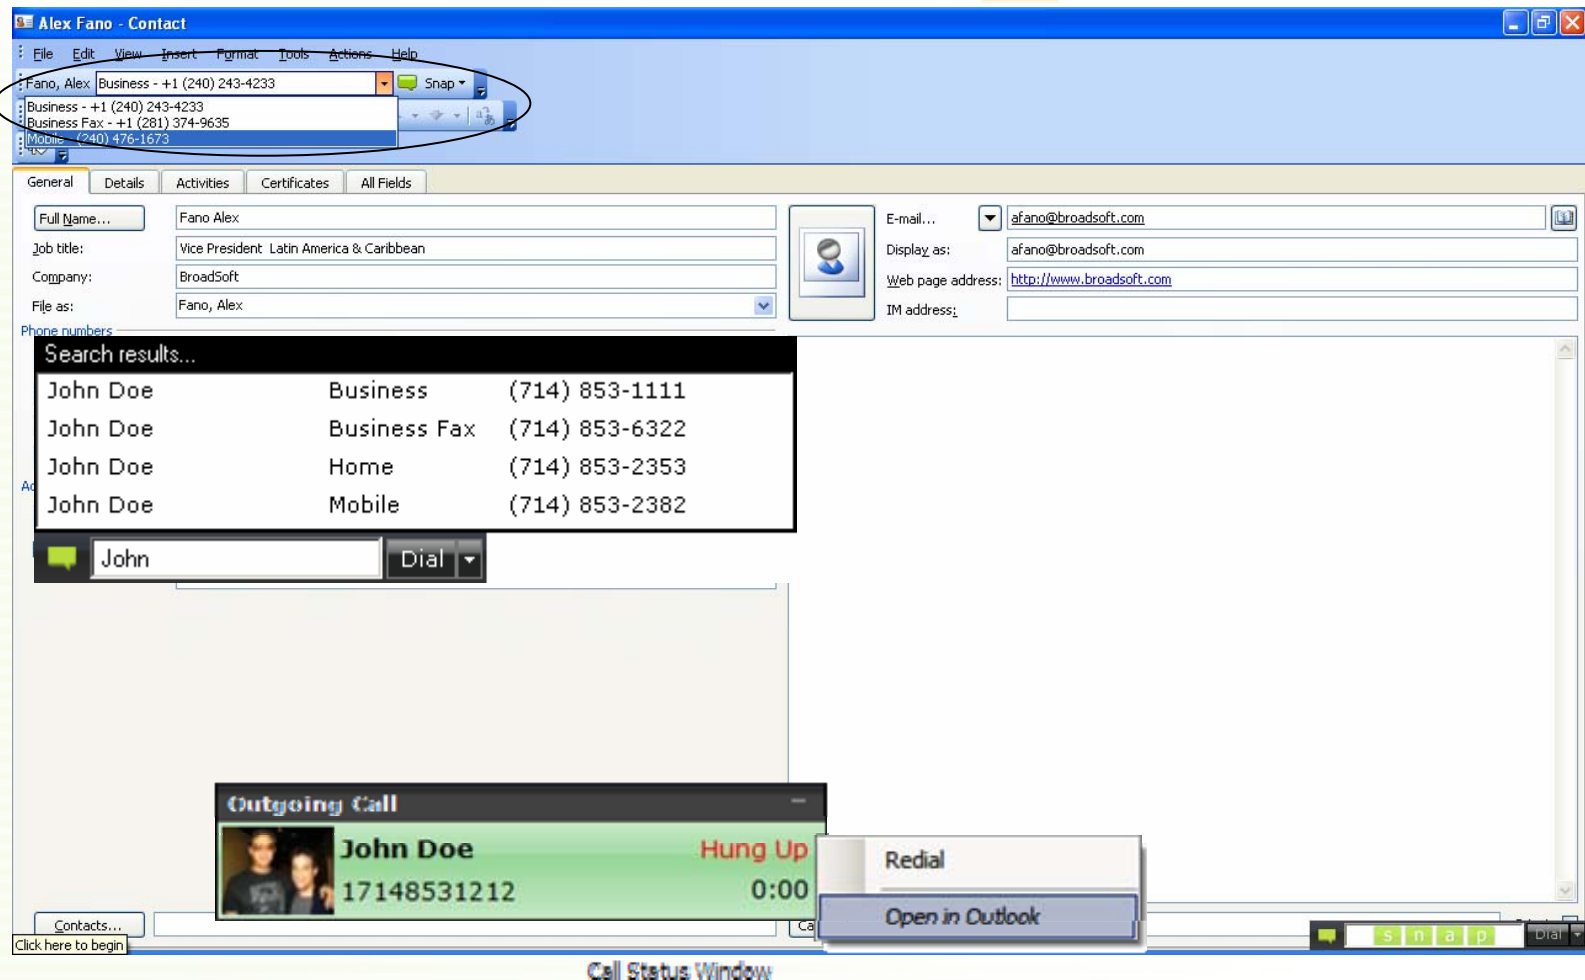 Alex Fano - Contact
File Edit View Insert Format Tools Actions Help
Fano, Alex Business - +1 (240) 243-4233 Snap
Business - +1 (240) 243-4233
Business Fax - +1 (281) 374-9635
Mobile - (240) 476-1673
General Details Activities Certificates All Fields
Full Name... Fano Alex
Job title: Vice President Latin America & Caribbean
Company: BroadSoft
File as: Fano, Alex
E-mail... afano@broadsoft.com
Display as: afano@broadsoft.com
Web page address: http://www.broadsoft.com
IM address:
Phone numbers
Search results...
John Doe Business (714) 853-1111
John Doe Business Fax (714) 853-6322
John Doe Home (714) 853-2353
John Doe Mobile (714) 853-2382
John Dial
Outgoing Call
John Doe Hung Up
17148531212 0:00
Redial
Open in Outlook
Contacts...
Click here to begin
snap Dial
Call Status Window